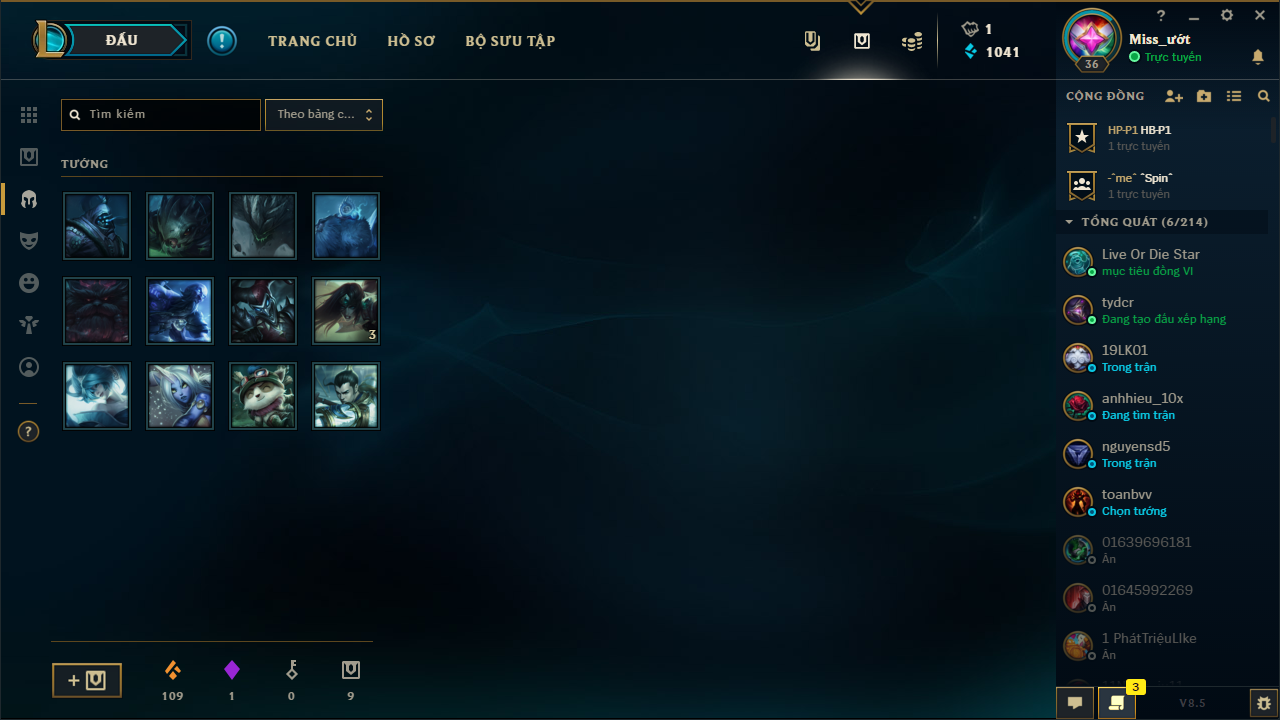 ĐẤU
!
TRANG CHỦ
HỒ SƠ
BỘ SƯU TẬP
1
1041
?
36
Miss_ướt
Trực tuyến
CỘNG ĐỒNG
Tìm kiếm
Theo bảng c...
TƯỚNG
3
?
109
1
0
9
HP-P1 HB-P1
1 trực tuyến
-ˆmeˆ ˆSpinˆ
1 trực tuyến
TỔNG QUÁT (6/214)
Live Or Die Star
mục tiêu đồng VI
tydcr
Đang tạo đấu xếp hạng
19LK01
Trong trận
anhhieu_10x
Đang tìm trận
nguyensd5
Trong trận
toanbvv
Chọn tướng
01639696181
Ẩn
01645992269
Ẩn
1 PhátTriệuLIke
Ẩn
3
V8.5